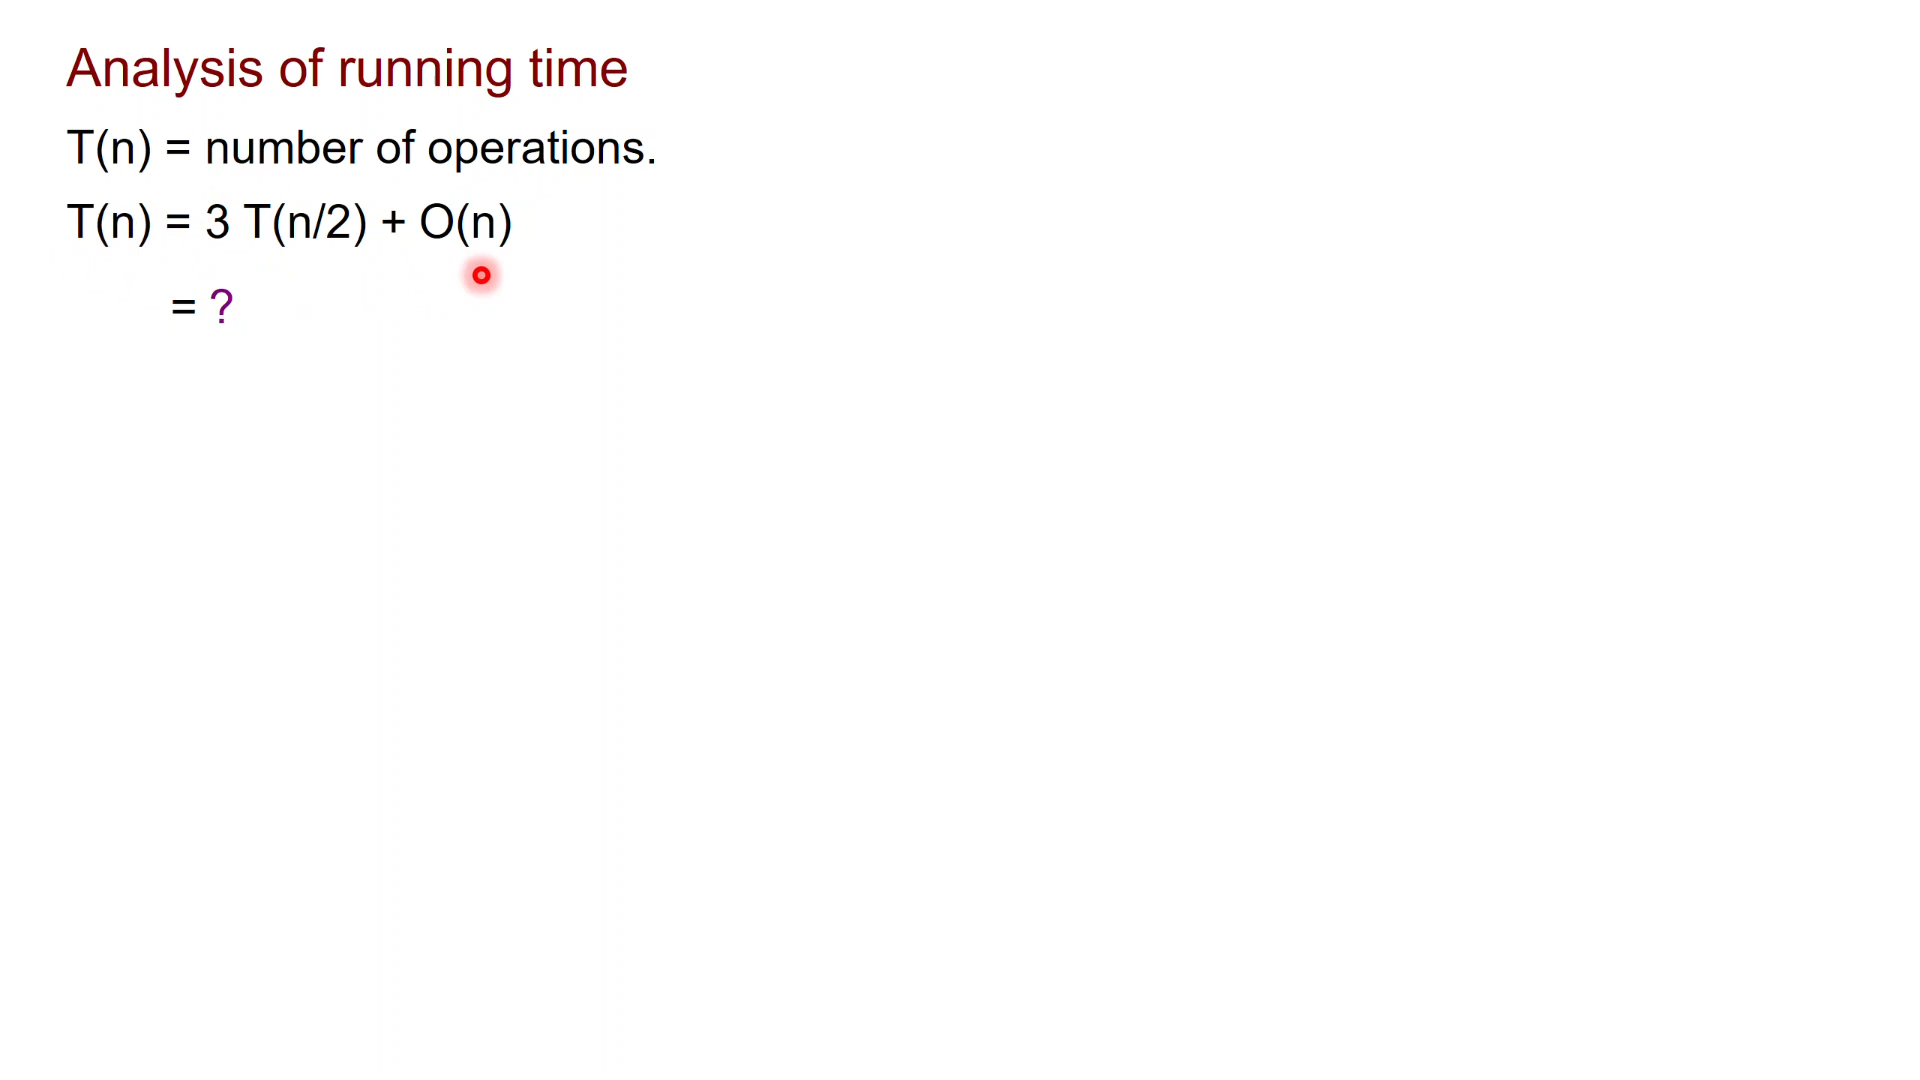 Analysis of running time
T(n) = number of operations.
T(n) = 3 T(n/2) + O(n)
= ?